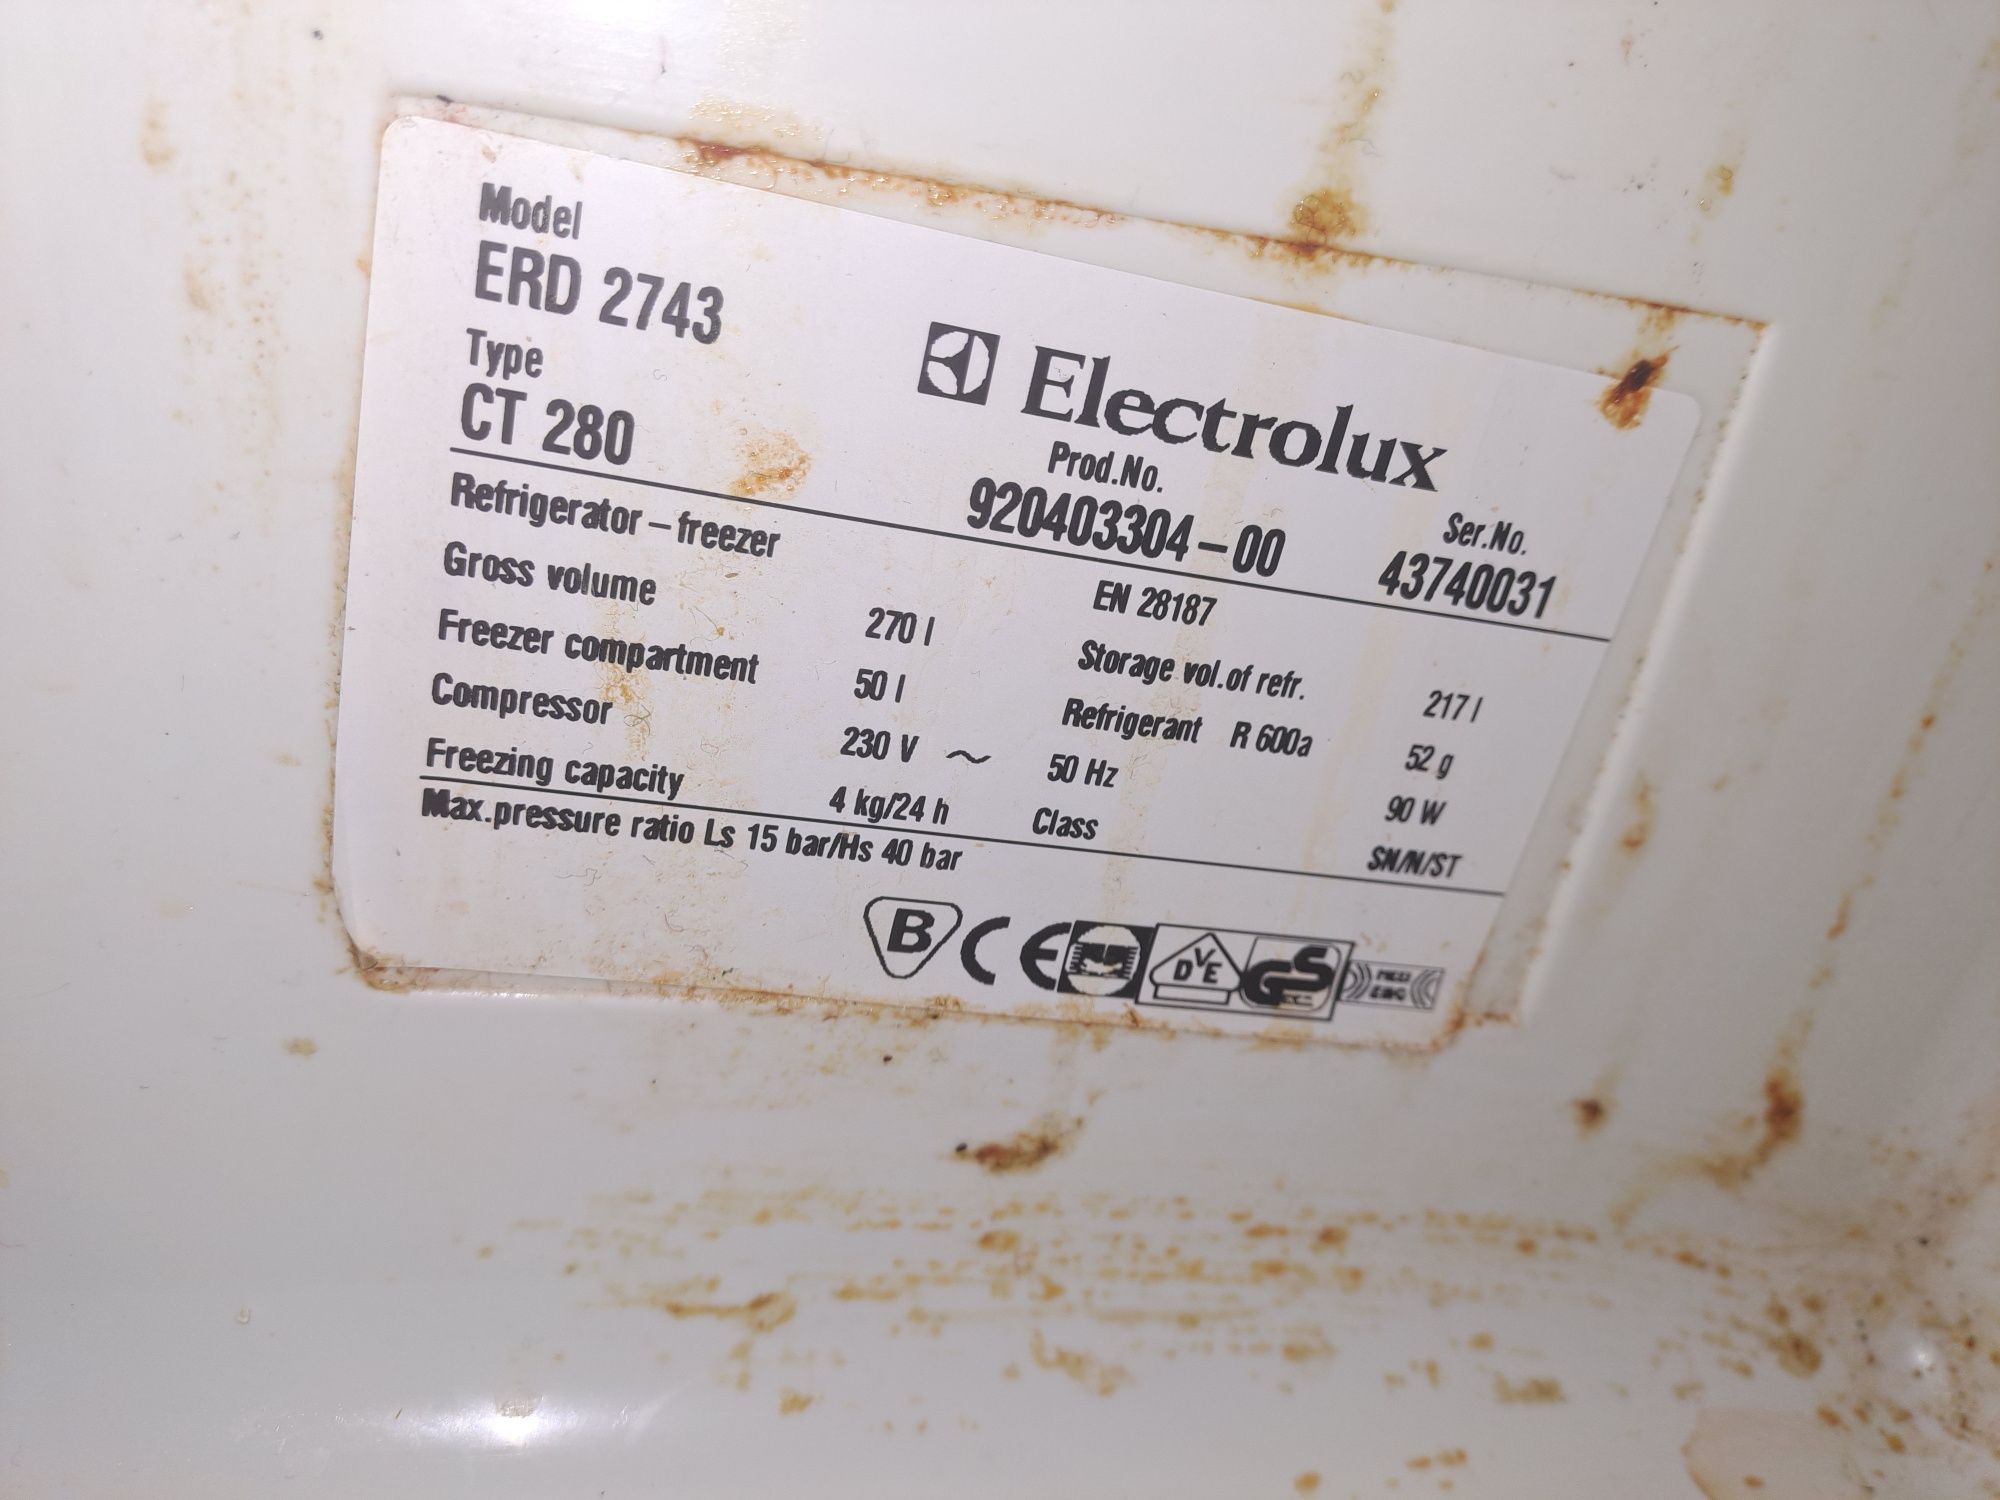 Model
ERD 2743
Type
CT 280
Electrolux
Prod.No.
920403304-00
Ser.No.
43740031
Refrigerator – freezer EN 28187
Gross volume 270 l Storage vol.of refr. 217 l
Freezer compartment 50 l Refrigerant R 600a 52 g
Compressor 230 V ~ 50 Hz 90 W
Freezing capacity 4 kg/24 h Class SN/N/ST
Max.pressure ratio Ls 15 bar/Hs 40 bar
B CE DVE GS